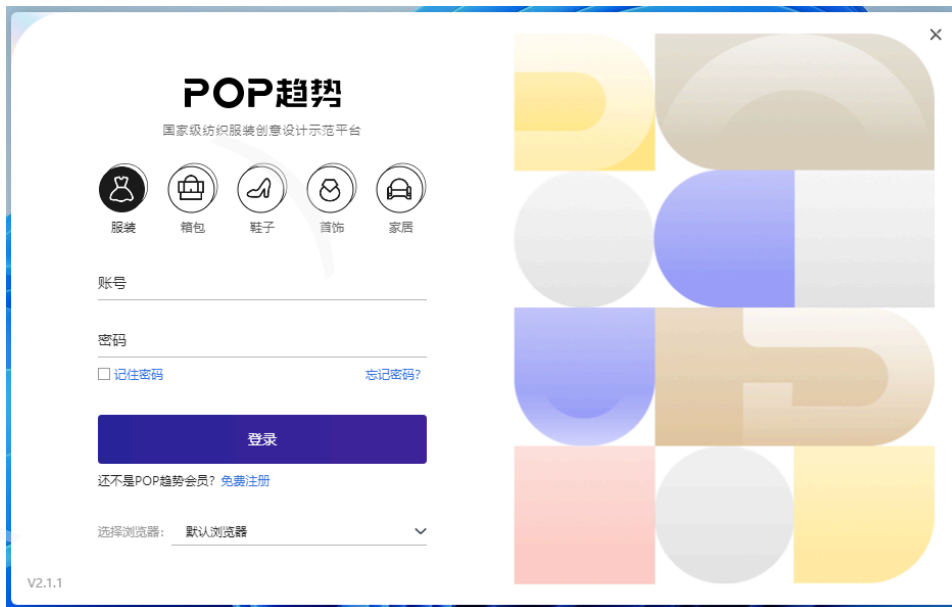 POP趋势
国家级纺织服装创意设计示范平台
服装 箱包 鞋子 首饰 家居
账号
密码
记住密码 忘记密码?
登录
还不是POP趋势会员? 免费注册
选择浏览器: 默认浏览器
V2.1.1